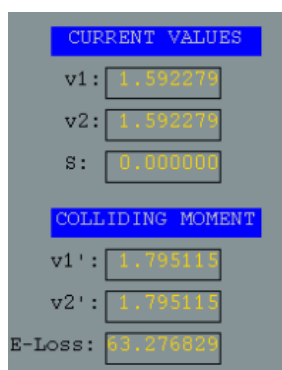 CURRENT VALUES
v1: 1.592279
v2: 1.592279
S: 0.000000
COLLIDING MOMENT
v1': 1.795115
v2': 1.795115
E-Loss: 63.276829